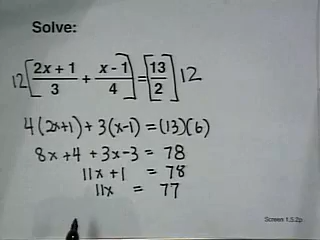 Solve:
12[(2x + 1)/3 + (x - 1)/4] = [13/2] 12
4(2x+1) + 3(x-1) = (13)(6)
8x + 4 + 3x - 3 = 78
11x + 1 = 78
11x = 77
Screen 1.5.2p